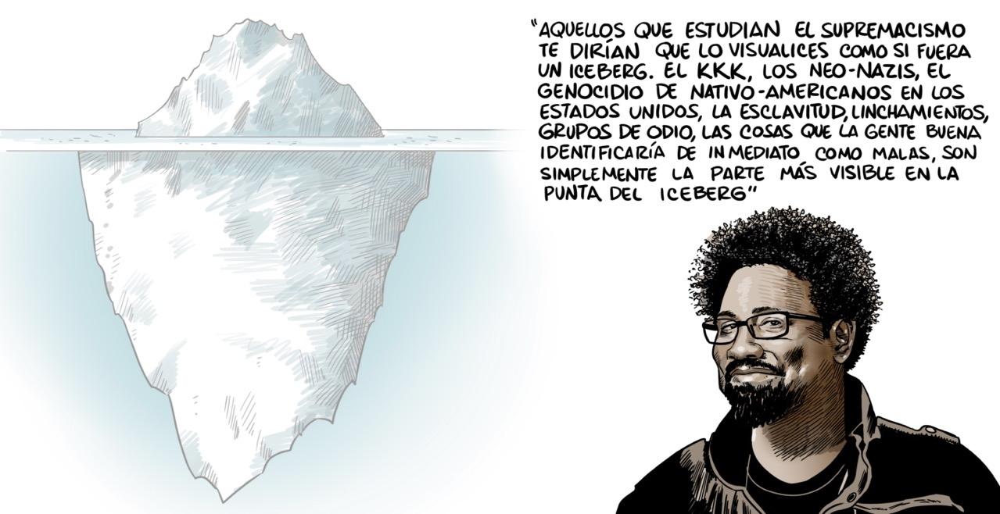 "AQUELLOS QUE ESTUDIAN EL SUPREMACISMO
TE DIRÍAN QUE LO VISUALICES COMO SI FUERA
UN ICEBERG. EL KKK, LOS NEO-NAZIS, EL
GENOCIDIO DE NATIVO-AMERICANOS EN LOS
ESTADOS UNIDOS, LA ESCLAVITUD, LINCHAMIENTOS,
GRUPOS DE ODIO, LAS COSAS QUE LA GENTE BUENA
IDENTIFICARÍA DE INMEDIATO COMO MALAS, SON
SIMPLEMENTE LA PARTE MÁS VISIBLE EN LA
PUNTA DEL ICEBERG"